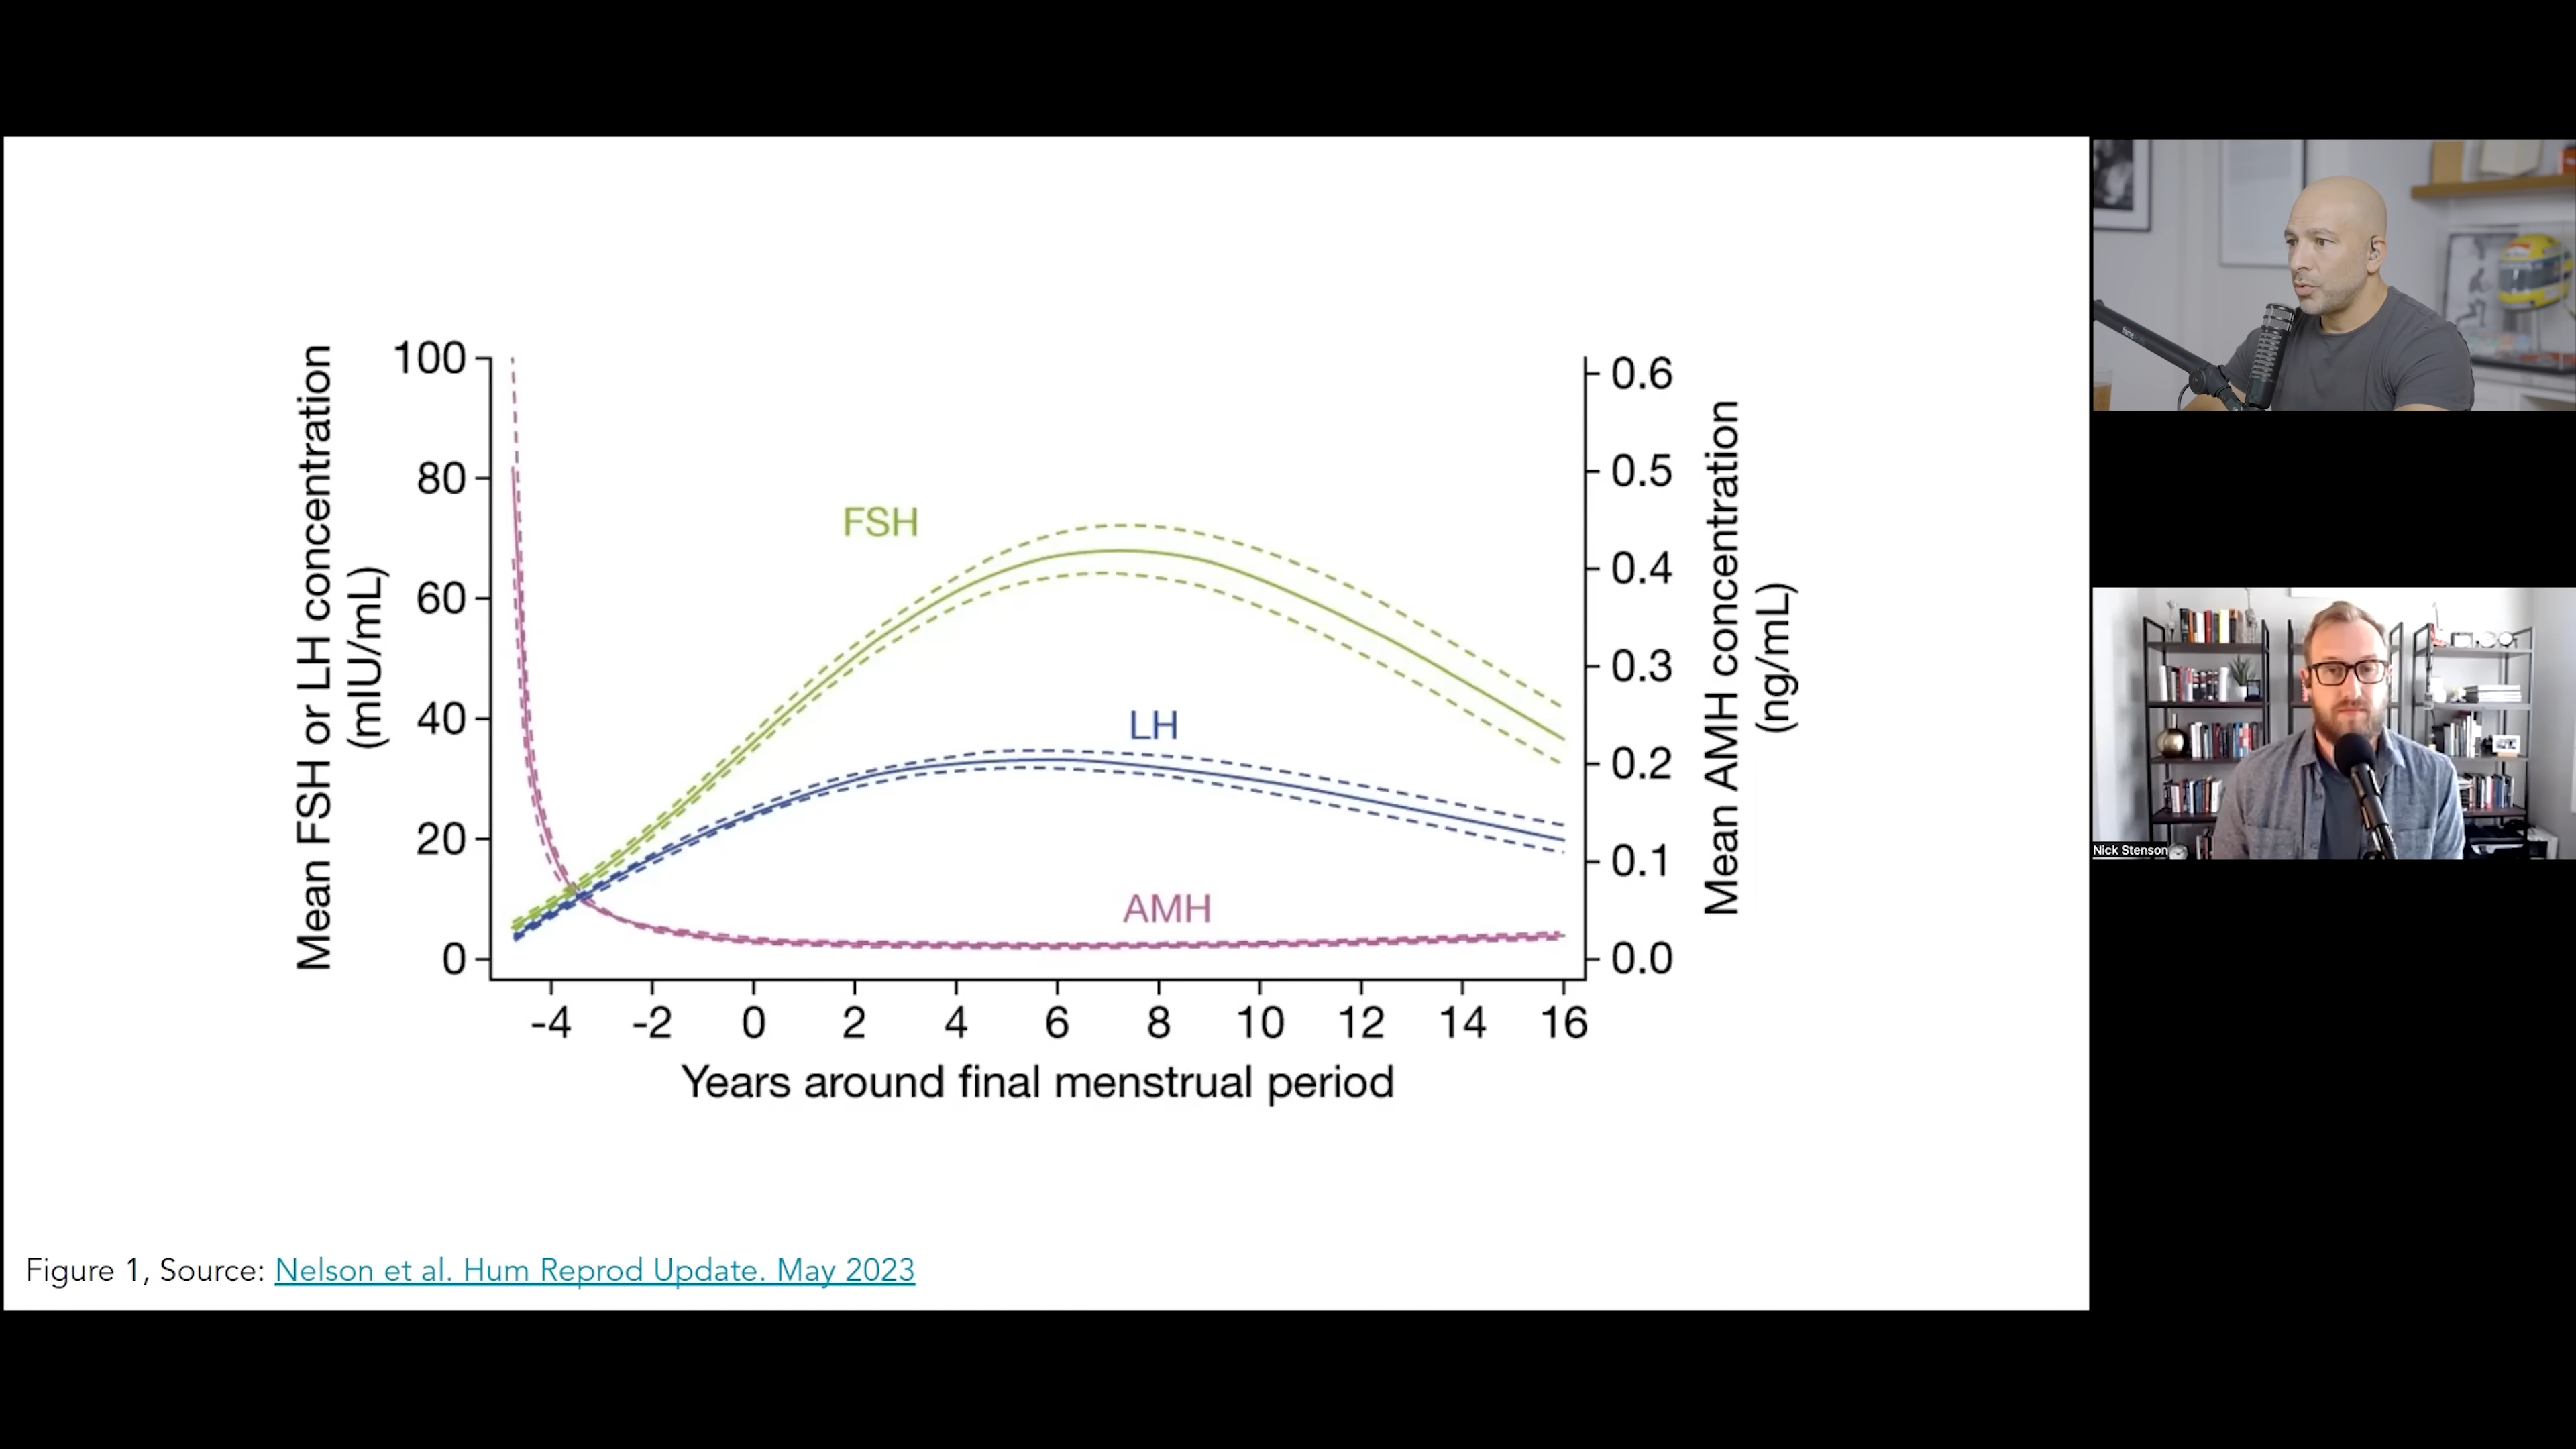 Mean FSH or LH concentration
(mIU/mL)
100
80
60
40
20
0
FSH
LH
AMH
0.6
0.5
0.4
0.3
0.2
0.1
0.0
Mean AMH concentration
(ng/mL)
-4 -2 0 2 4 6 8 10 12 14 16
Years around final menstrual period
Figure 1, Source: Nelson et al. Hum Reprod Update. May 2023
Nick Stenson